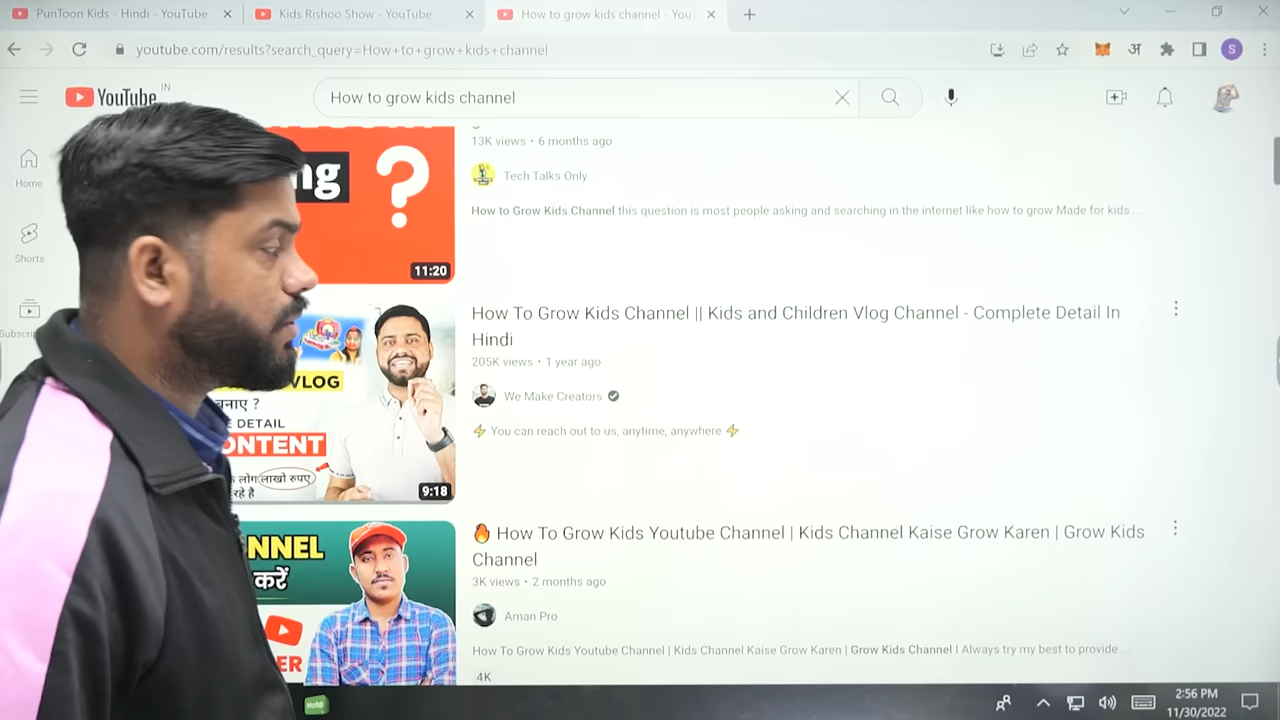 PunToon Kids - Hindi - YouTube
Kids Rishoo Show - YouTube
How to grow kids channel - You
youtube.com/results?search_query=How+to+grow+kids+channel
अ
S
YouTube IN
How to grow kids channel
Home
Shorts
Subscri
ng ?
11:20
13K views • 6 months ago
Tech Talks Only
How to Grow Kids Channel this question is most people asking and searching in the internet like how to grow Made for kids ...
VLOG
बनाए ?
DETAIL
ONTENT
लोग लाखो रुपए
रहे है
9:18
How To Grow Kids Channel || Kids and Children Vlog Channel - Complete Detail In
Hindi
205K views • 1 year ago
We Make Creators
⚡ You can reach out to us, anytime, anywhere ⚡
NNEL
करें
ER
🔥 How To Grow Kids Youtube Channel | Kids Channel Kaise Grow Karen | Grow Kids
Channel
3K views • 2 months ago
Aman Pro
How To Grow Kids Youtube Channel | Kids Channel Kaise Grow Karen | Grow Kids Channel I Always try my best to provide ...
4K
Note
2:56 PM
11/30/2022